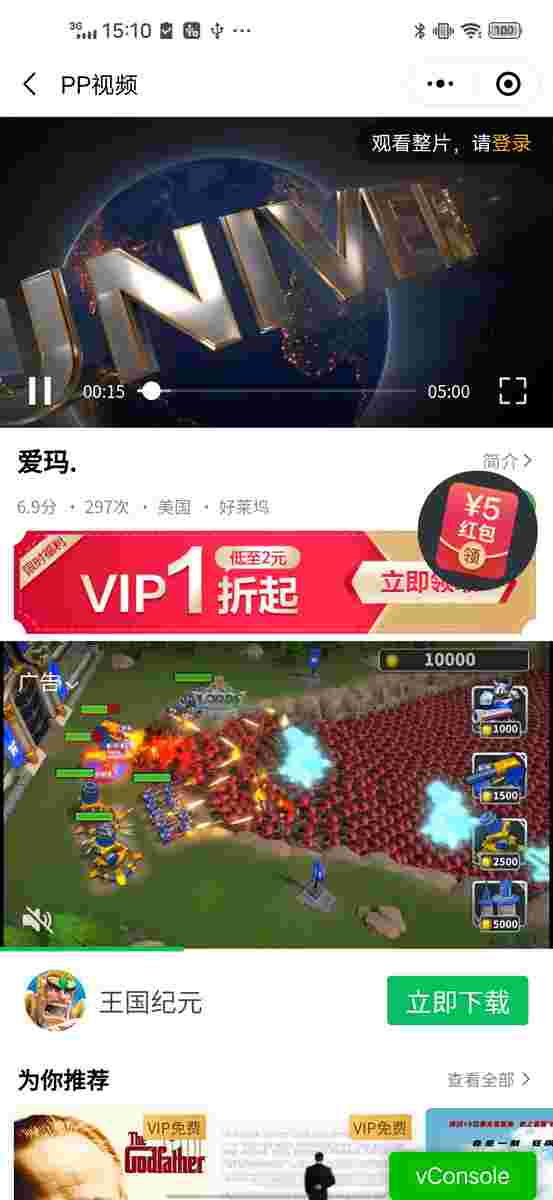 3G 15:10 100
PP视频
观看整片，请登录
UNIVE
00:15 05:00
爱玛.
简介
6.9分 · 297次 · 美国 · 好莱坞
¥5
红包
领
限时福利
VIP1折起
低至2元
立即领
广告
10000
LORDS
1000
1500
2500
5000
王国纪元
立即下载
为你推荐
查看全部
VIP免费
VIP免费
The
Godfather
vConsole